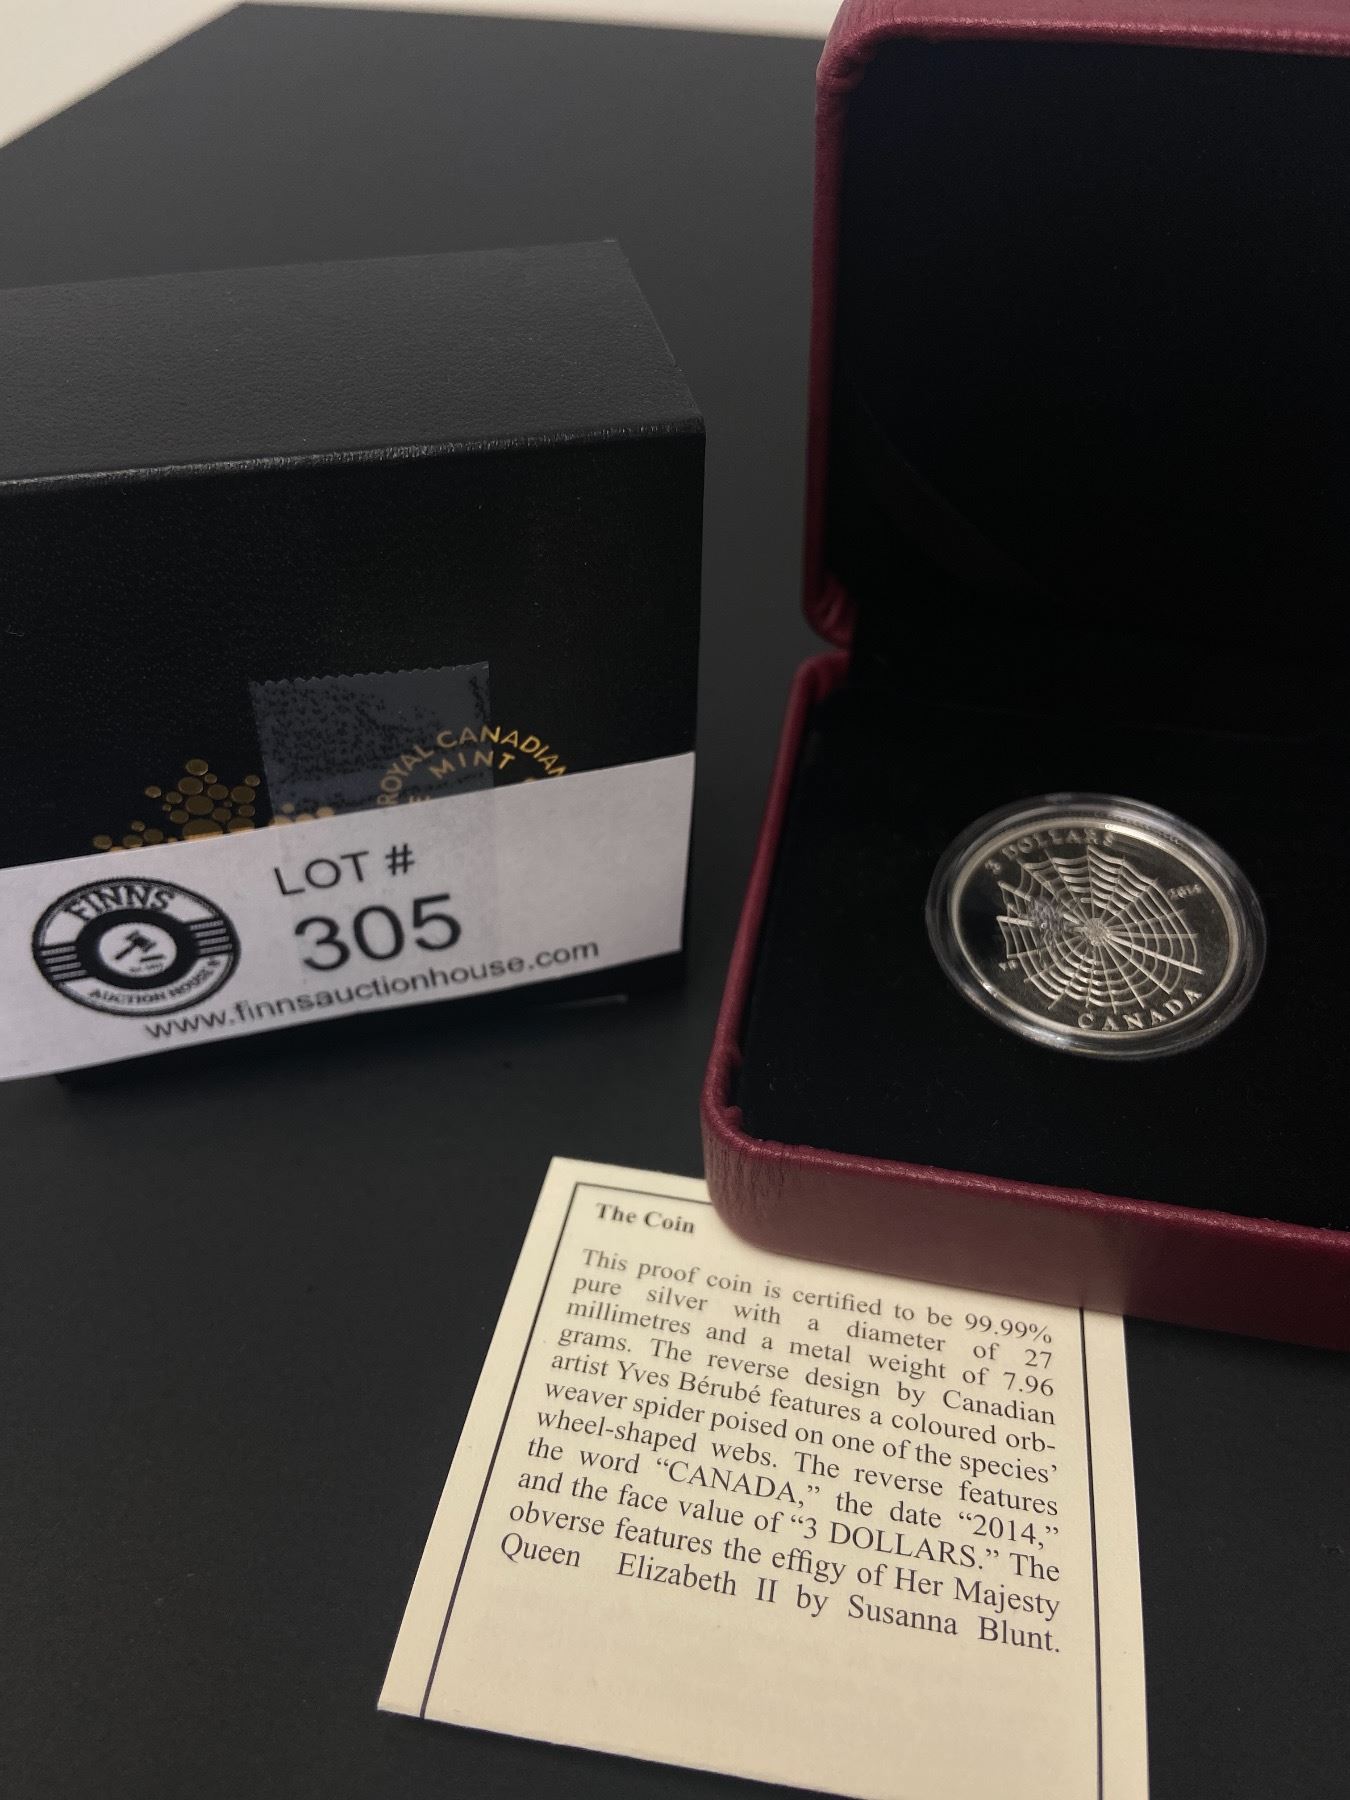 ROYAL CANADIAN
MINT
FINNS
AUCTION HOUSE
LOT #
305
www.finnsauctionhouse.com
3 DOLLARS
2014
YB
CANADA
The Coin
This proof coin is certified to be 99.99%
pure silver with a diameter of 27
millimetres and a metal weight of 7.96
grams. The reverse design by Canadian
artist Yves Bérubé features a coloured orb-
weaver spider poised on one of the species’
wheel-shaped webs. The reverse features
the word “CANADA,” the date “2014,”
and the face value of “3 DOLLARS.” The
obverse features the effigy of Her Majesty
Queen Elizabeth II by Susanna Blunt.